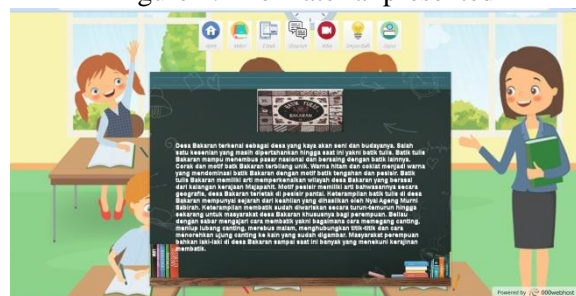 Desa Bakaran terkenal sebagai desa yang kaya akan seni dan budayanya. Salah
satu kesenian yang masih dipertahankan hingga saat ini yakni batik tulis. Batik tulis
Bakaran mampu menembus pasar nasional dan bersaing dengan batik lainnya.
Corak dan motif batik Bakaran terbilang unik. Warna hitam dan coklat menjadi warna
yang mendominasi batik Bakaran dengan motif batik tengahan dan pesisir. Batik
tulis Bakaran memiliki arti memperkenalkan wilayah desa Bakaran yang berasal
dari kalangan kerajaan Majapahit. Motif pesisir memiliki arti bahwasannya secara
geografis, desa Bakaran terletak di pesisir pantai. Keterampilan batik tulis di desa
Bakaran mempunyai sejarah dari keahlian yang dihasilkan oleh Nyai Ageng Murni
Sabirah. Keterampilan membatik sudah diwariskan secara turun-temurun hingga
sekarang untuk masyarakat desa Bakaran khususnya bagi perempuan. Beliau
dengan sabar mengajari cara membatik yakni bagaimana cara memegang canting,
meniup lubang canting, merebus malam, menghubungkan titik-titik dan cara
menorehkan ujung canting ke kain yang sudah digambar. Masyarakat perempuan
bahkan laki-laki di desa Bakaran sampai saat ini banyak yang menekuni kerajinan
membatik.
Powered by 000webhost